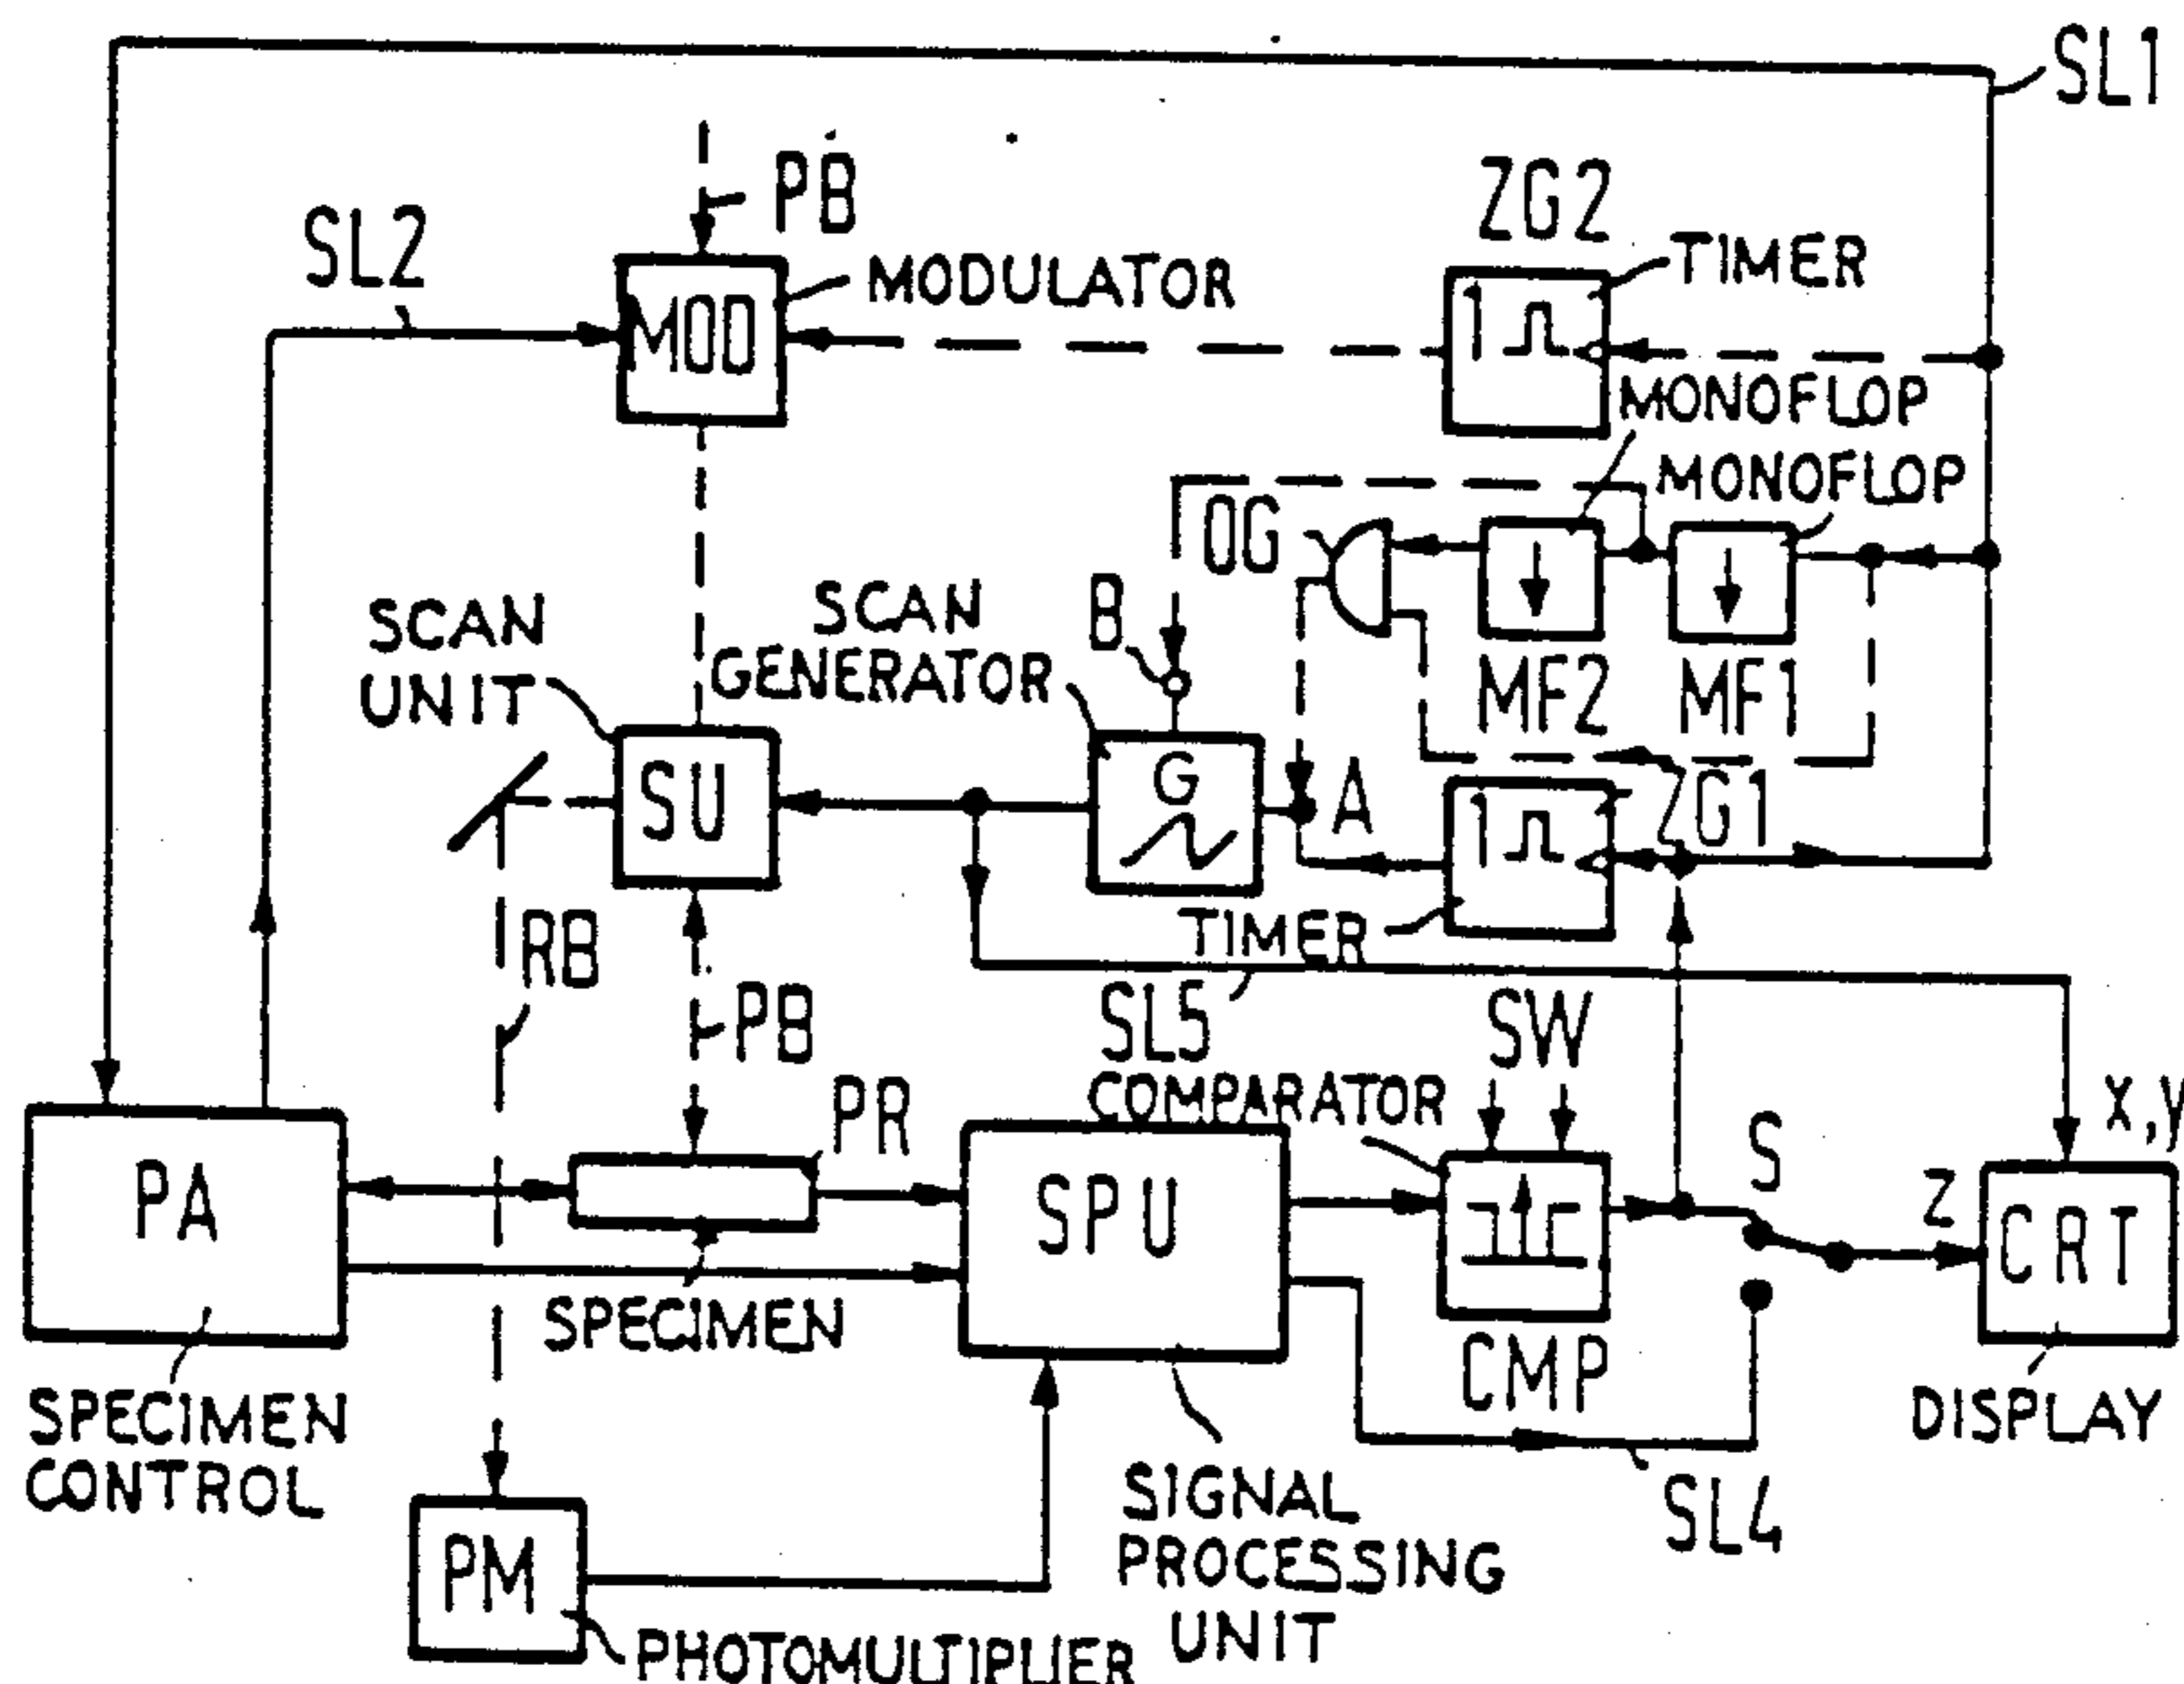 SL1
PB
ZG2
TIMER
SL2
MODULATOR
MOD
1
MONOFLOP
MONOFLOP
OG
B
SCAN
GENERATOR
SCAN
UNIT
MF2
MF1
SU
G
A
1
ZG1
TIMER
RB
PB
SL5
SW
COMPARATOR
PR
S
X,Y
Z
PA
SPU
CRT
SPECIMEN
CMP
SPECIMEN
CONTROL
DISPLAY
SIGNAL
PROCESSING
UNIT
SL4
PM
PHOTOMULTIPLIER